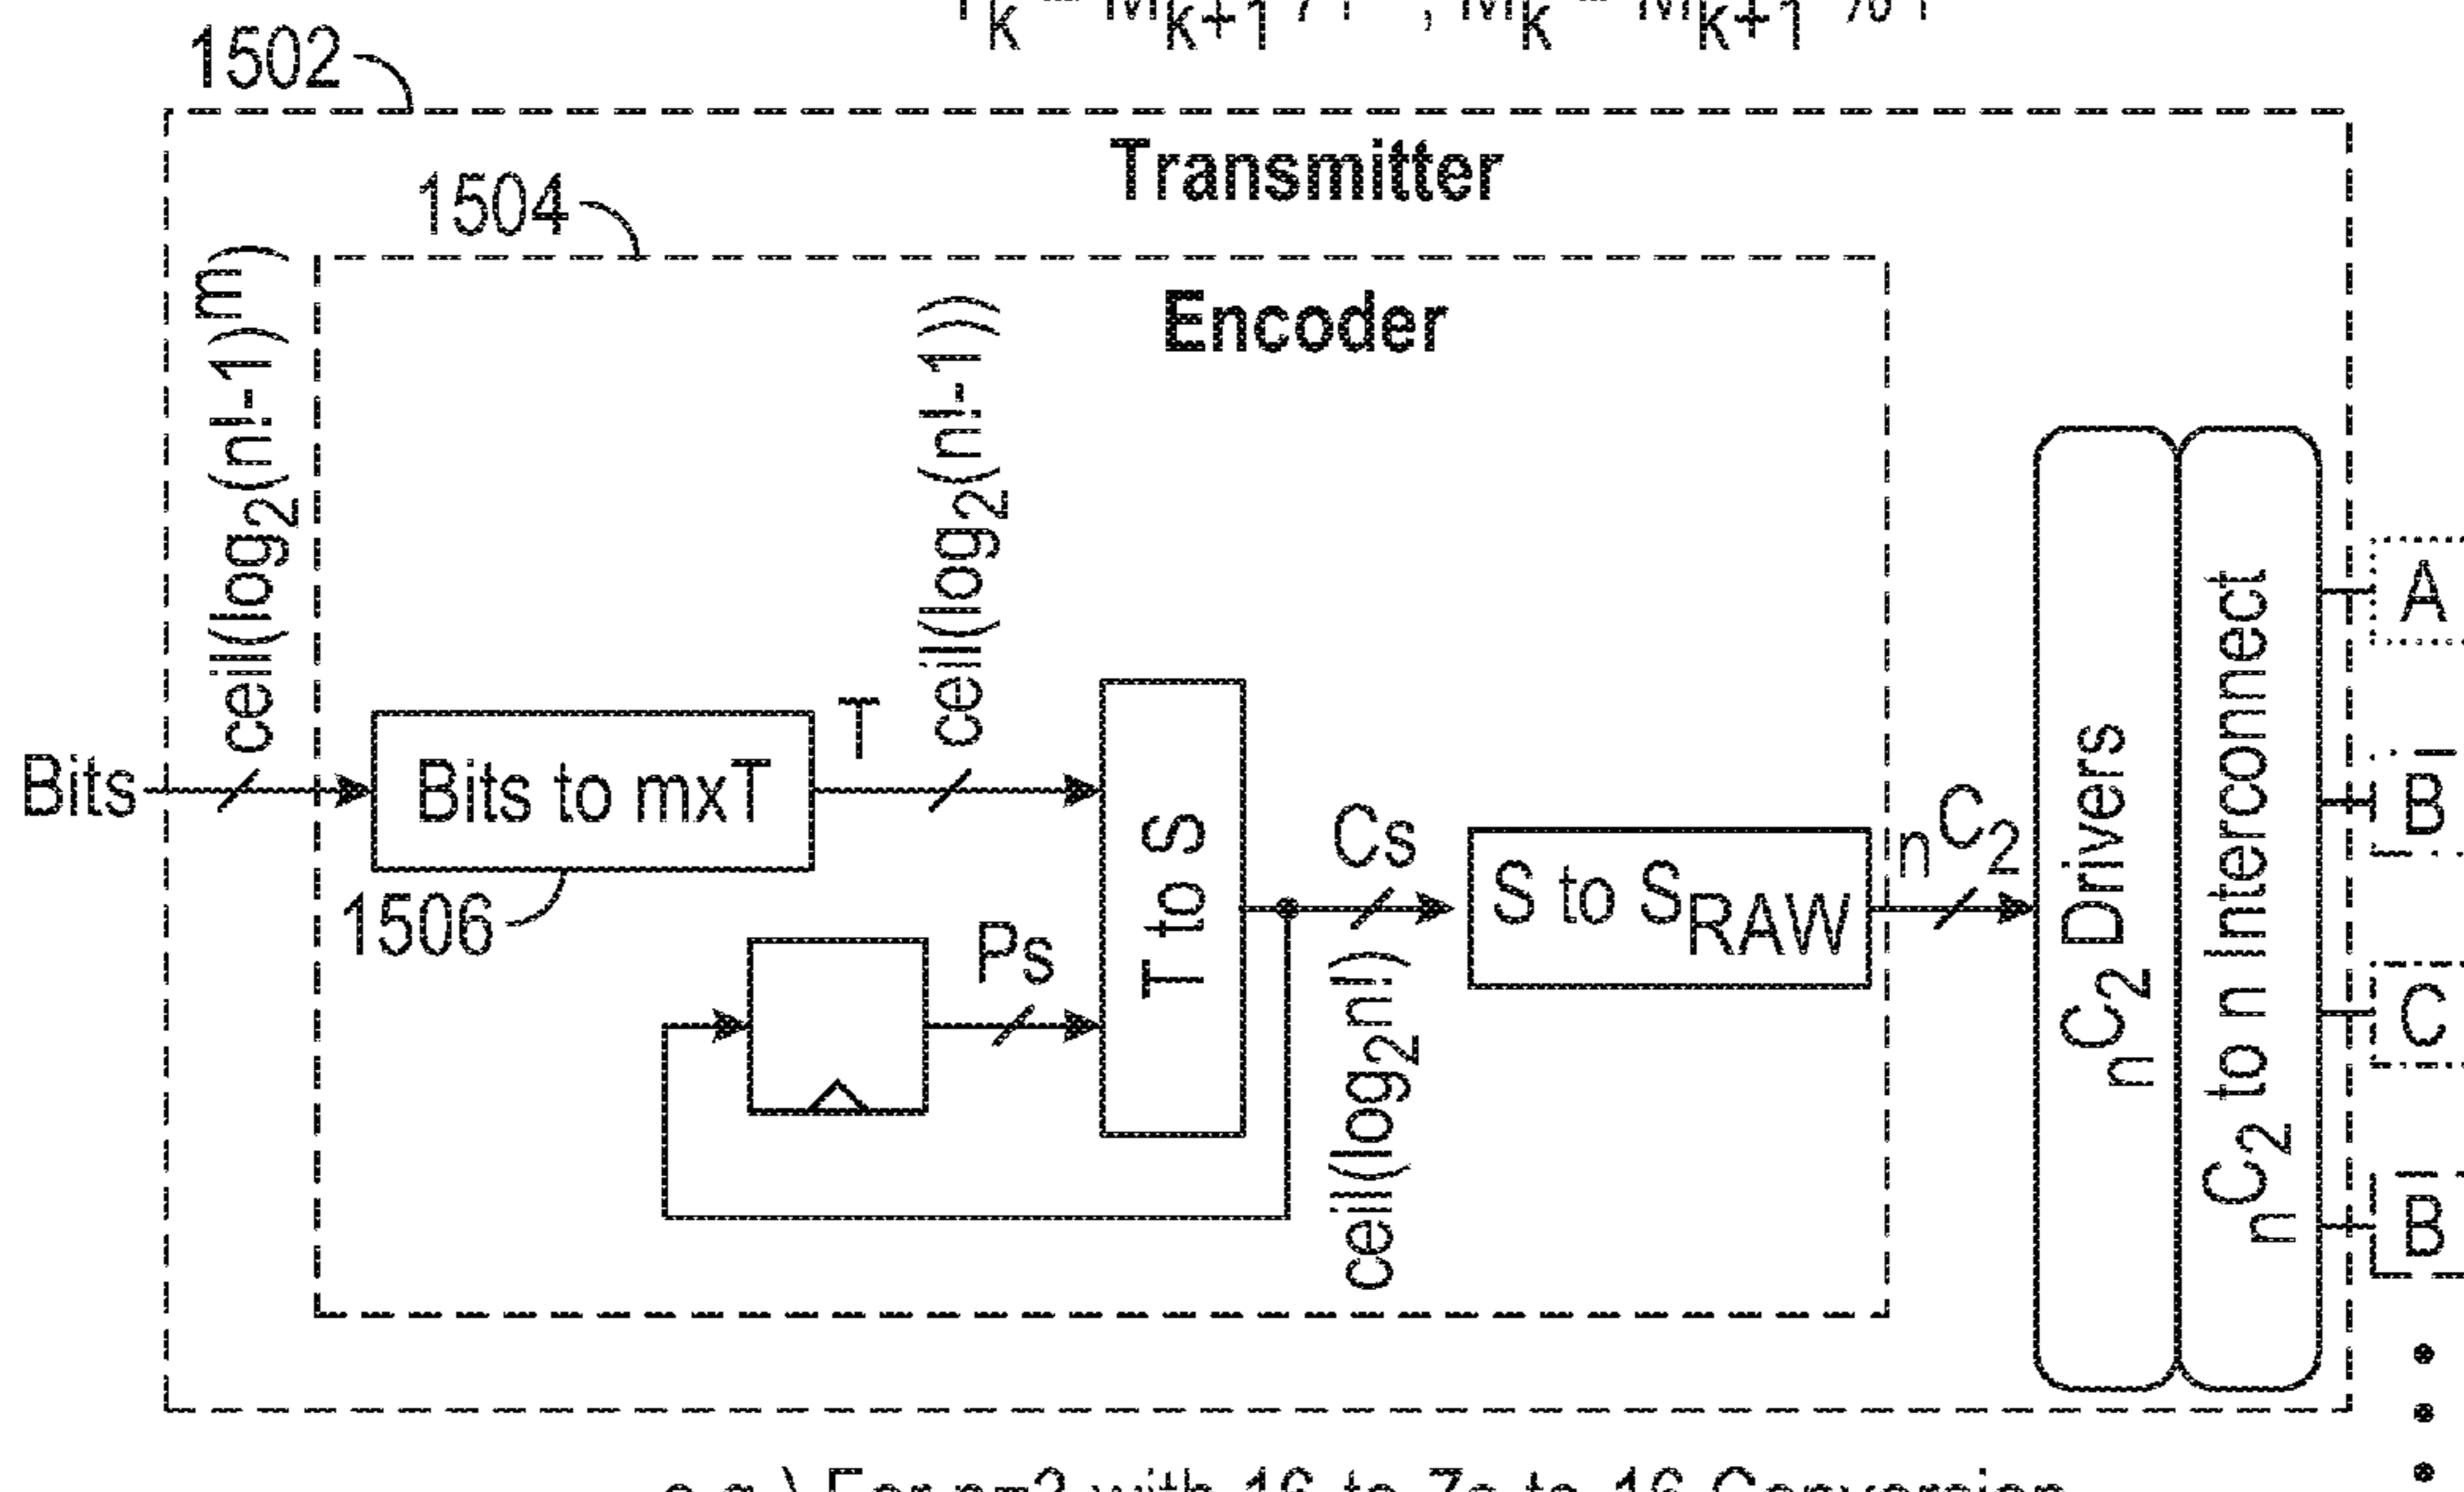 1502
Transmitter
1504
Encoder
ceil(log2(n!-1)m)
ceil(log2(n!-1))
Bits
Bits to mxT
T
1506
Ps
T to S
Cs
ceil(log2n!)
S to SRAW
nC2
nC2 Drivers
nC2 to n Interconnect
A
B
C
B